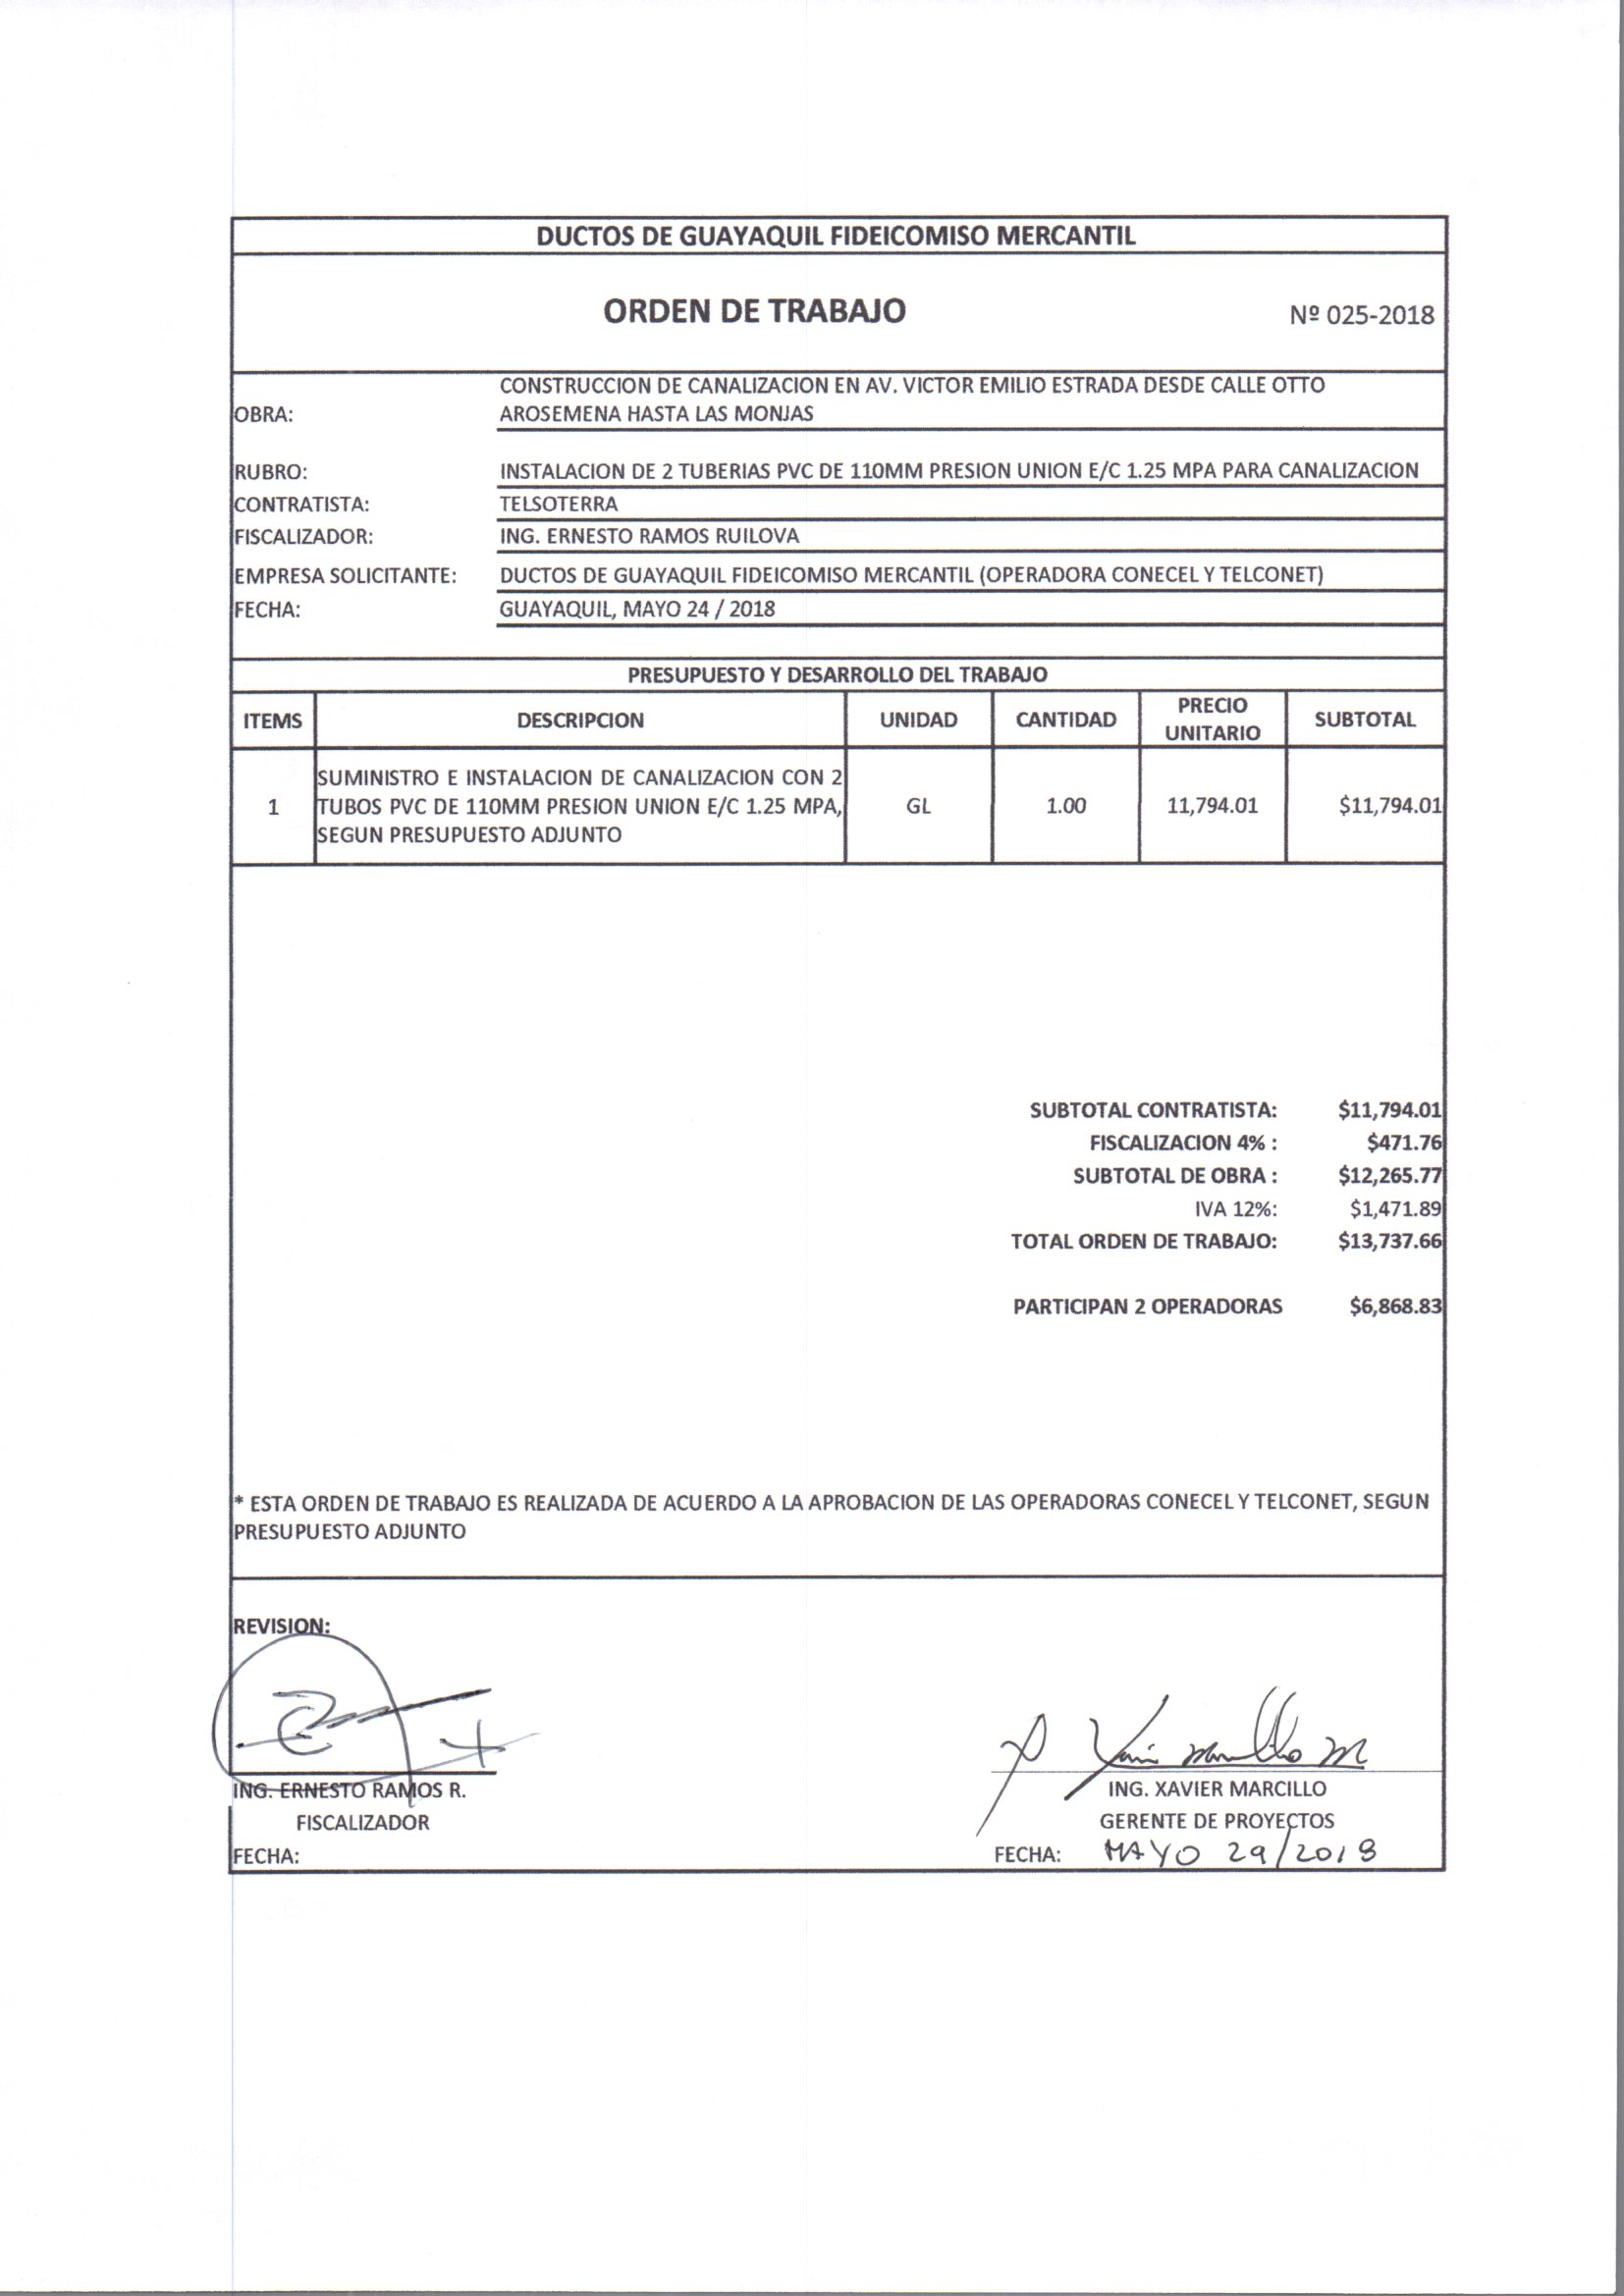 DUCTOS DE GUAYAQUIL FIDEICOMISO MERCANTIL
ORDEN DE TRABAJO
Nº 025-2018
CONSTRUCCION DE CANALIZACION EN AV. VICTOR EMILIO ESTRADA DESDE CALLE OTTO
OBRA: AROSEMENA HASTA LAS MONJAS
RUBRO: INSTALACION DE 2 TUBERIAS PVC DE 110MM PRESION UNION E/C 1.25 MPA PARA CANALIZACION
CONTRATISTA: TELSOTERRA
FISCALIZADOR: ING. ERNESTO RAMOS RUILOVA
EMPRESA SOLICITANTE: DUCTOS DE GUAYAQUIL FIDEICOMISO MERCANTIL (OPERADORA CONECEL Y TELCONET)
FECHA: GUAYAQUIL, MAYO 24 / 2018
PRESUPUESTO Y DESARROLLO DEL TRABAJO
ITEMS DESCRIPCION UNIDAD CANTIDAD PRECIO UNITARIO SUBTOTAL
SUMINISTRO E INSTALACION DE CANALIZACION CON 2
1 TUBOS PVC DE 110MM PRESION UNION E/C 1.25 MPA, GL 1.00 11,794.01 $11,794.01
SEGUN PRESUPUESTO ADJUNTO
SUBTOTAL CONTRATISTA: $11,794.01
FISCALIZACION 4% : $471.76
SUBTOTAL DE OBRA : $12,265.77
IVA 12%: $1,471.89
TOTAL ORDEN DE TRABAJO: $13,737.66
PARTICIPAN 2 OPERADORAS $6,868.83
* ESTA ORDEN DE TRABAJO ES REALIZADA DE ACUERDO A LA APROBACION DE LAS OPERADORAS CONECEL Y TELCONET, SEGUN
PRESUPUESTO ADJUNTO
REVISION:
ING. ERNESTO RAMOS R.
FISCALIZADOR
FECHA:
ING. XAVIER MARCILLO
GERENTE DE PROYECTOS
FECHA: MAYO 29/2018